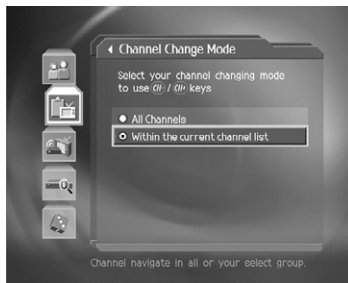 Channel Change Mode
Select your channel changing mode
to use CH- / CH+ keys
All Channels
Within the current channel list
Channel navigate in all or your select group.